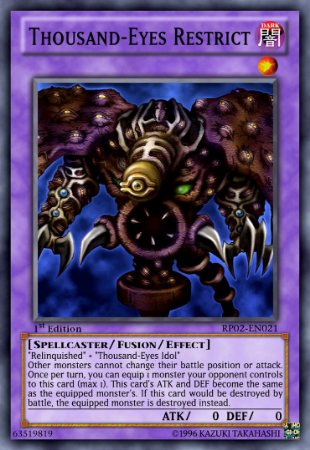 THOUSAND-EYES RESTRICT
DARK
闇
1st Edition
RP02-EN021
[SPELLCASTER/FUSION/EFFECT]
"Relinquished" + "Thousand-Eyes Idol"
Other monsters cannot change their battle position or attack.
Once per turn, you can equip 1 monster your opponent controls
to this card (max 1). This card's ATK and DEF become the same
as the equipped monster's. If this card would be destroyed by
battle, the equipped monster is destroyed instead.
ATK/ 0 DEF/ 0
63519819
©1996 KAZUKI TAKAHASHI